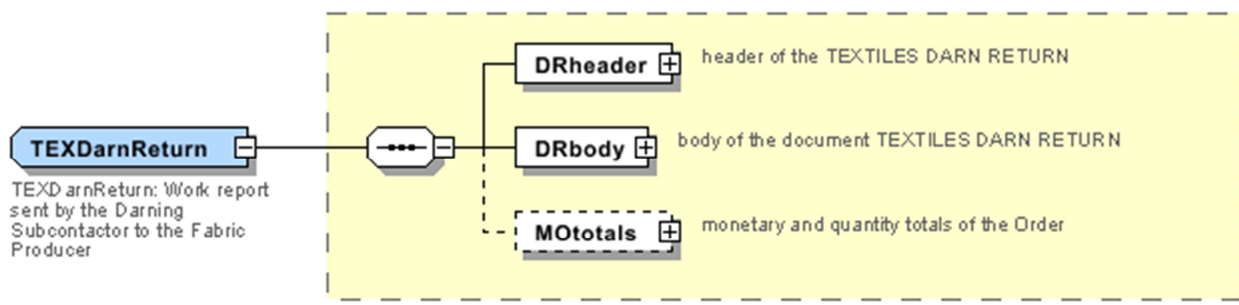 DRheader
header of the TEXTILES DARN RETURN
TEXDarnReturn
DRbody
body of the document TEXTILES DARN RETURN
TEXDarnReturn: Work report
sent by the Darning
Subcontactor to the Fabric
Producer
MOtotals
monetary and quantity totals of the Order